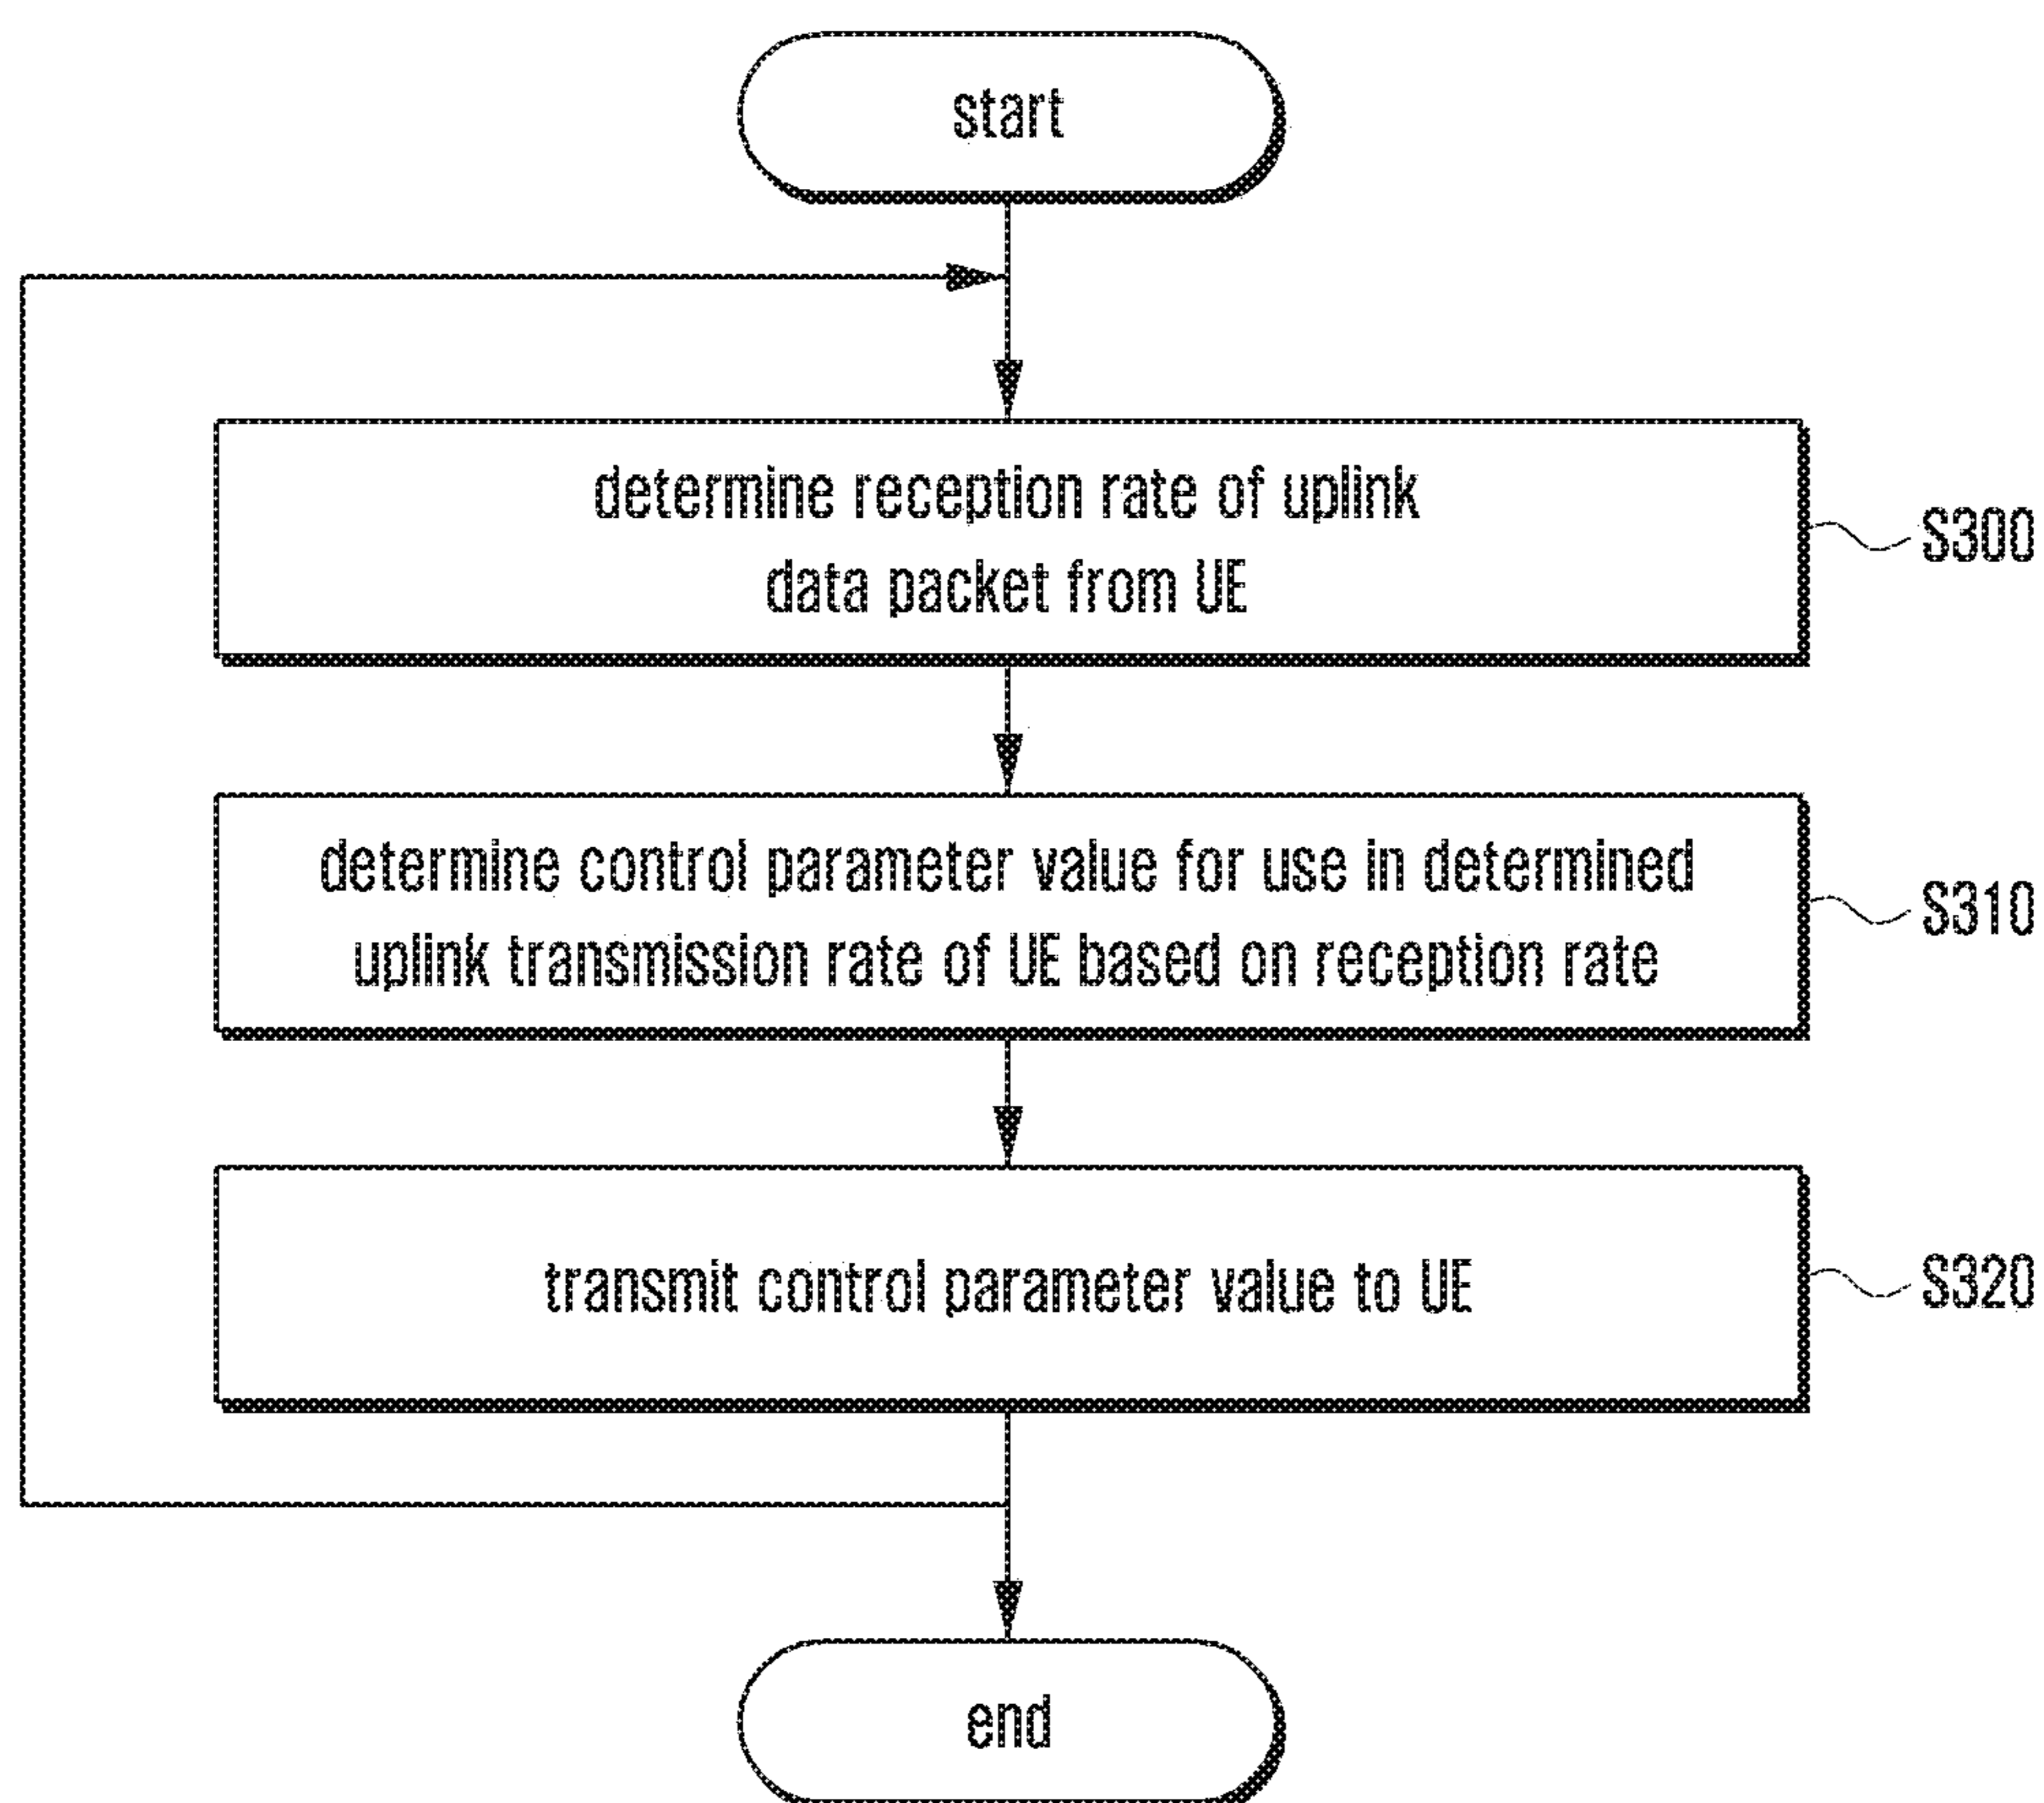 start
determine reception rate of uplink
data packet from UE
S300
determine control parameter value for use in determined
uplink transmission rate of UE based on reception rate
S310
transmit control parameter value to UE
S320
end